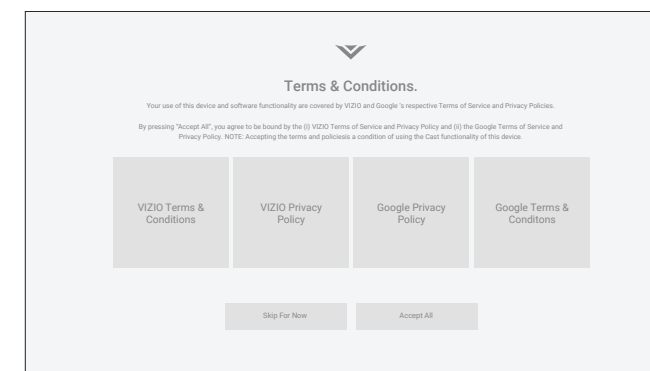 Terms & Conditions.
Your use of this device and software functionality are covered by VIZIO and Google 's respective Terms of Service and Privacy Policies.
By pressing "Accept All", you agree to be bound by the (i) VIZIO Terms of Service and Privacy Policy and (ii) the Google Terms of Service and
Privacy Policy. NOTE: Accepting the terms and policiesis a condition of using the Cast functionality of this device.
VIZIO Terms &
Conditions
VIZIO Privacy
Policy
Google Privacy
Policy
Google Terms &
Conditons
Skip For Now
Accept All